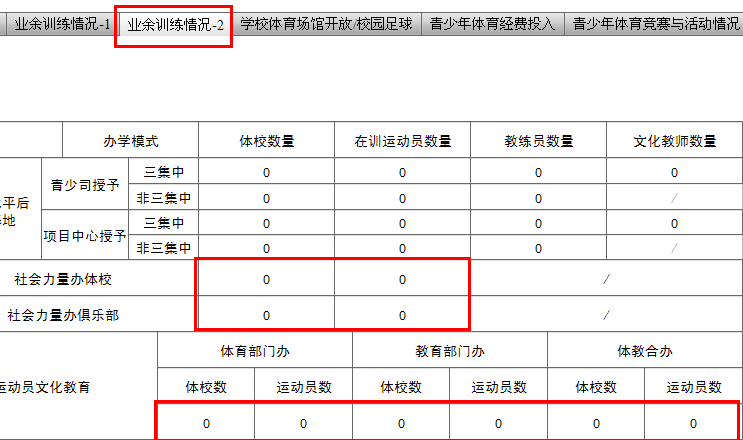 业余训练情况-1 业余训练情况-2 学校体育场馆开放/校园足球 青少年体育经费投入 青少年体育竞赛与活动情况
办学模式 体校数量 在训运动员数量 教练员数量 文化教师数量
平后
地
青少司授予 三集中 0 0 0 0
非三集中 0 0 0 /
项目中心授予 三集中 0 0 0 0
非三集中 0 0 0 /
社会力量办体校 0 0 /
社会力量办俱乐部 0 0 /
运动员文化教育 体育部门办 教育部门办 体教合办
体校数 运动员数 体校数 运动员数 体校数 运动员数
0 0 0 0 0 0